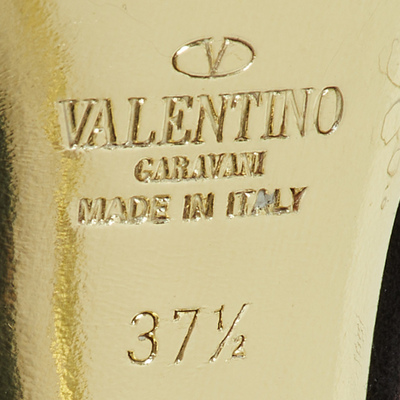 V
VALENTINO
GARAVANI
MADE IN ITALY
37½